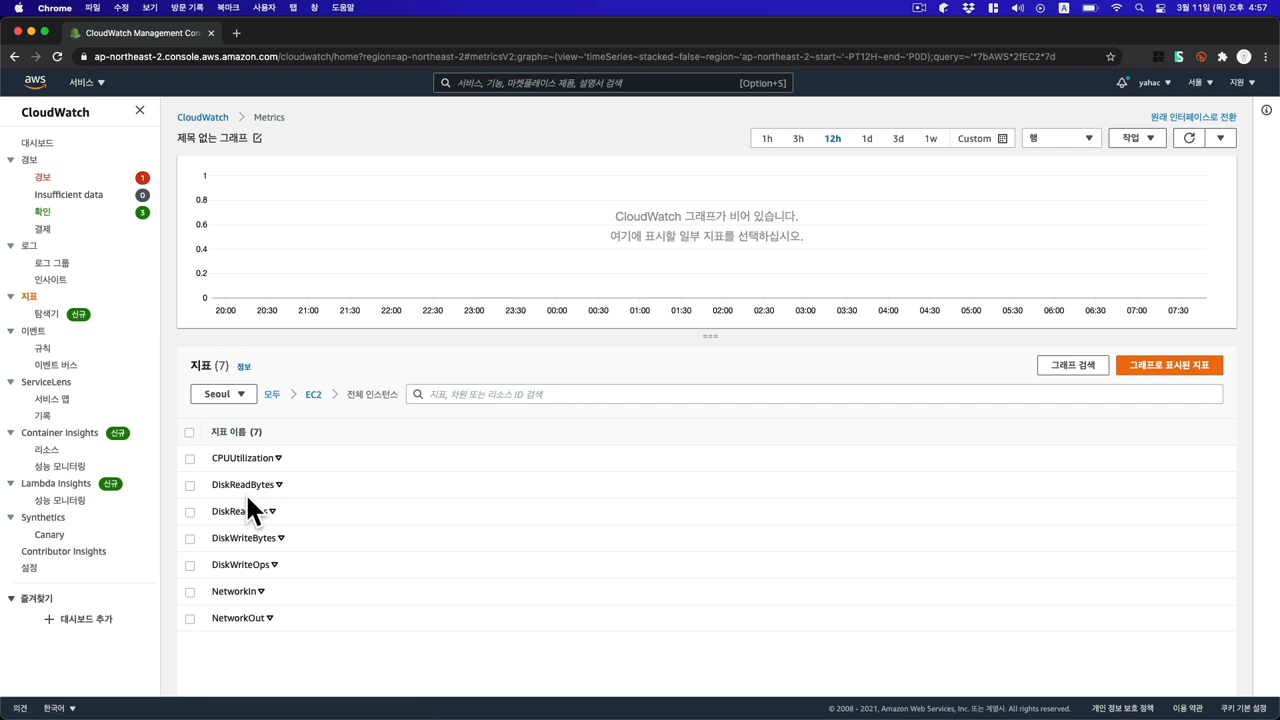 Chrome 파일 수정 보기 방문 기록 북마크 사용자 탭 창 도움말
A
3월 11일 (목) 오후 4:57
CloudWatch Management Con
ap-northeast-2.console.aws.amazon.com/cloudwatch/home?region=ap-northeast-2#metricsV2:graph=~(view~'timeSeries~stacked~false~region~'ap-northeast-2~start~'-PT12H~end~'P0D);query=~'*7bAWS*2fEC2*7d
aws 서비스 서비스, 기능, 마켓플레이스 제품, 설명서 검색 [Option+S] yahac 서울 지원
CloudWatch
대시보드
경보
경보 1
Insufficient data 0
확인 3
결제
로그
로그 그룹
인사이트
지표
탐색기 신규
이벤트
규칙
이벤트 버스
ServiceLens
서비스 맵
기록
Container Insights 신규
리소스
성능 모니터링
Lambda Insights 신규
성능 모니터링
Synthetics
Canary
Contributor Insights
설정
즐겨찾기
대시보드 추가
CloudWatch Metrics
원래 인터페이스로 전환
제목 없는 그래프
1h 3h 12h 1d 3d 1w Custom 행 작업
1
0.8
0.6
0.4
0.2
0
CloudWatch 그래프가 비어 있습니다.
여기에 표시할 일부 지표를 선택하십시오.
20:00 20:30 21:00 21:30 22:00 22:30 23:00 23:30 00:00 00:30 01:00 01:30 02:00 02:30 03:00 03:30 04:00 04:30 05:00 05:30 06:00 06:30 07:00 07:30
지표 (7) 정보
그래프 검색 그래프로 표시된 지표
Seoul 모두 EC2 전체 인스턴스 지표, 차원 또는 리소스 ID 검색
지표 이름 (7)
CPUUtilization
DiskReadBytes
DiskWriteBytes
DiskWriteOps
NetworkIn
NetworkOut
의견 한국어
© 2008 - 2021, Amazon Web Services, Inc. 또는 계열사. All rights reserved. 개인 정보 보호 정책 이용 약관 쿠키 기본 설정